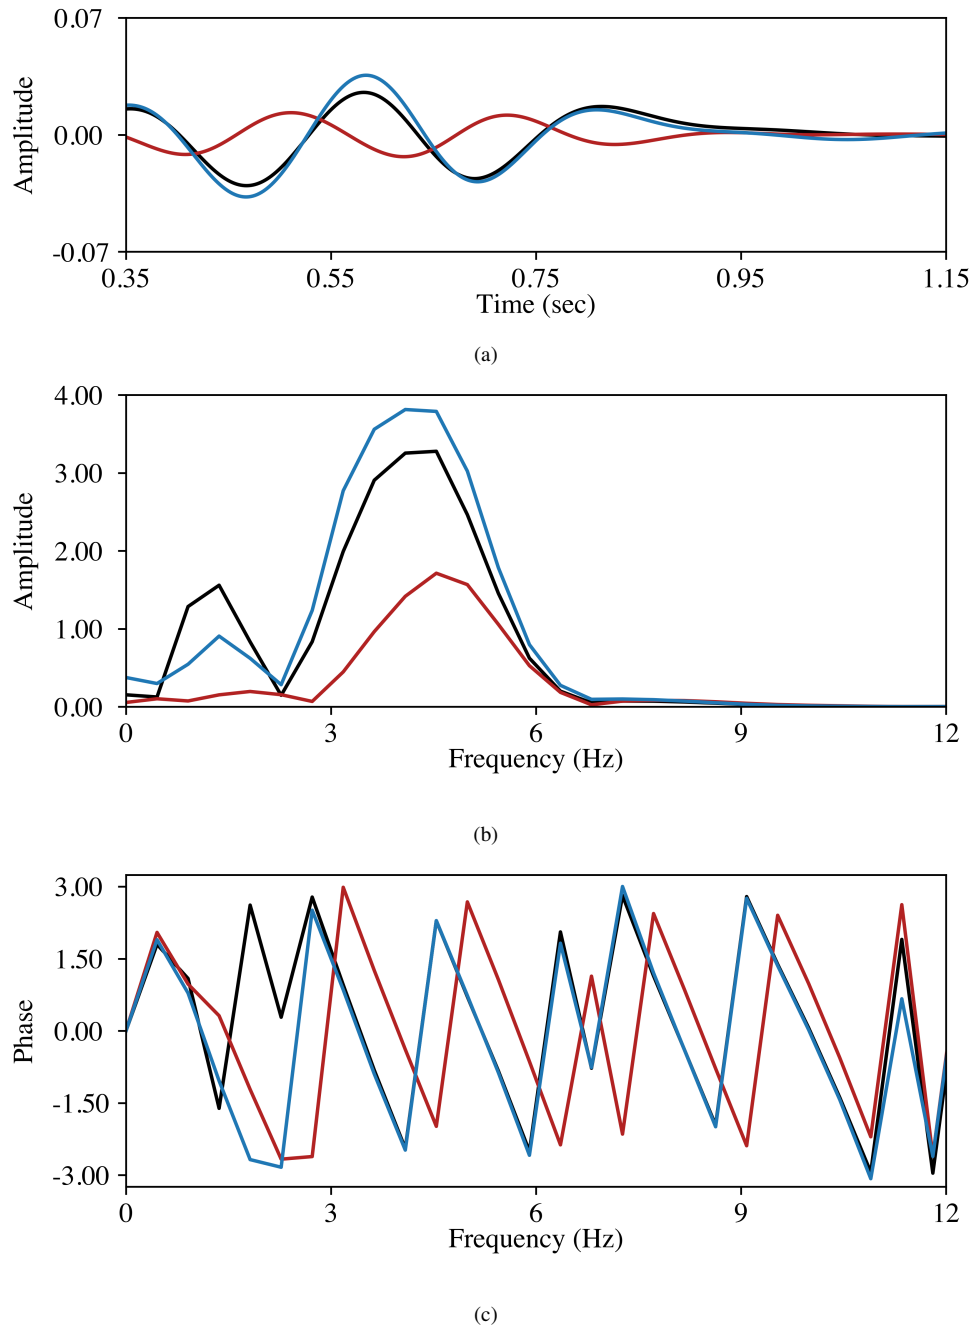 0.07
0.00
-0.07
Amplitude
0.35 0.55 0.75 0.95 1.15
Time (sec)
(a)
4.00
3.00
2.00
1.00
0.00
Amplitude
0 3 6 9 12
Frequency (Hz)
(b)
3.00
1.50
0.00
-1.50
-3.00
Phase
0 3 6 9 12
Frequency (Hz)
(c)